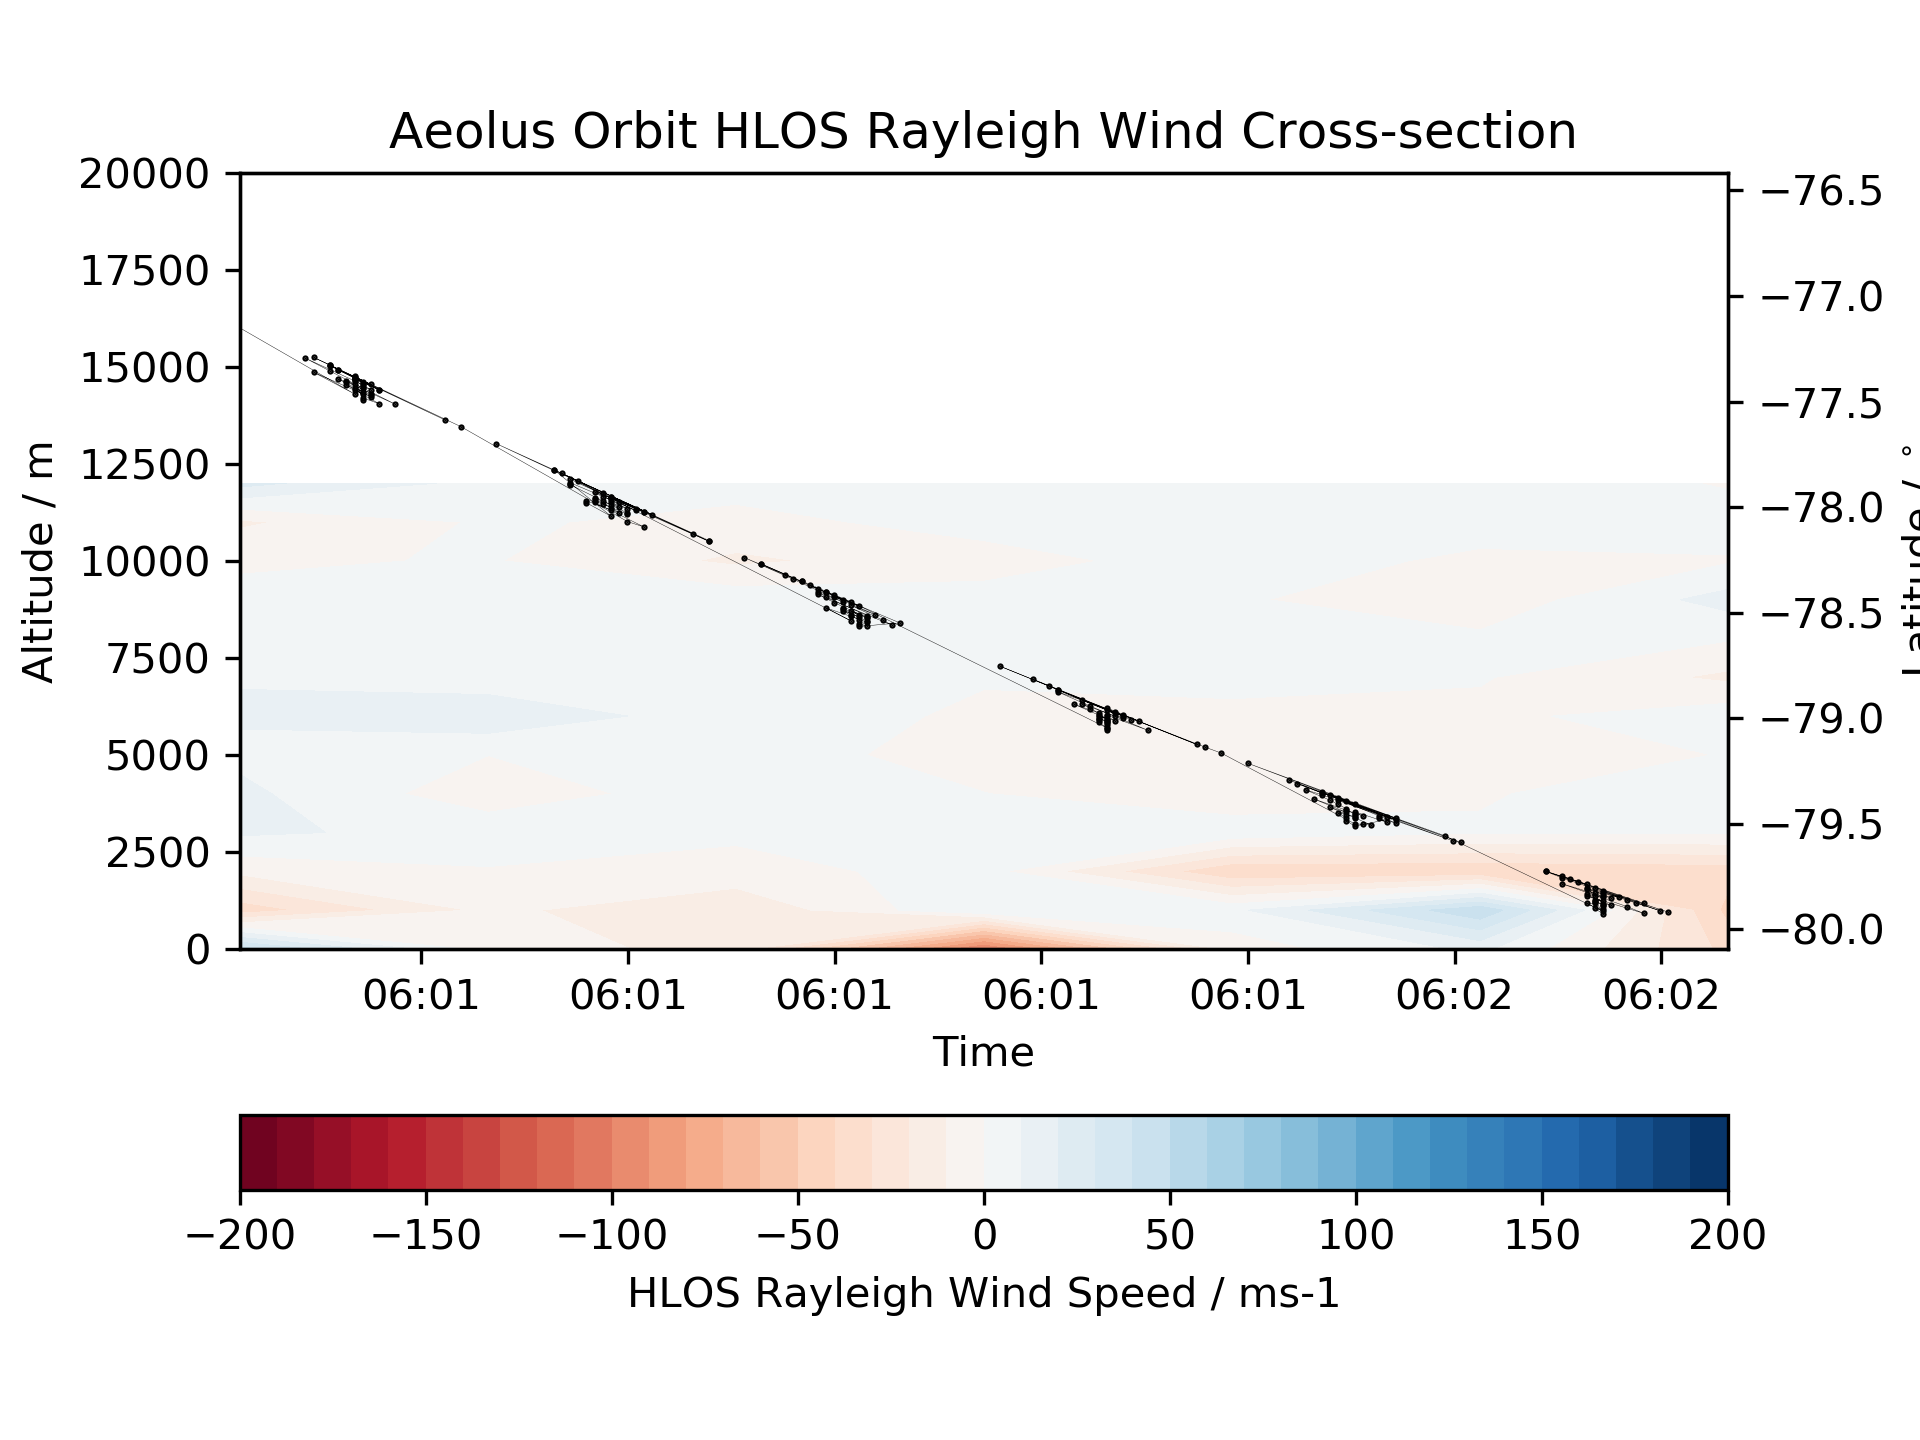 Aeolus Orbit HLOS Rayleigh Wind Cross-section
20000
17500
15000
12500
10000
7500
5000
2500
0
Altitude / m
−76.5
−77.0
−77.5
−78.0
−78.5
−79.0
−79.5
−80.0
Latitude / °
06:01 06:01 06:01 06:01 06:01 06:02 06:02
Time
−200 −150 −100 −50 0 50 100 150 200
HLOS Rayleigh Wind Speed / ms-1